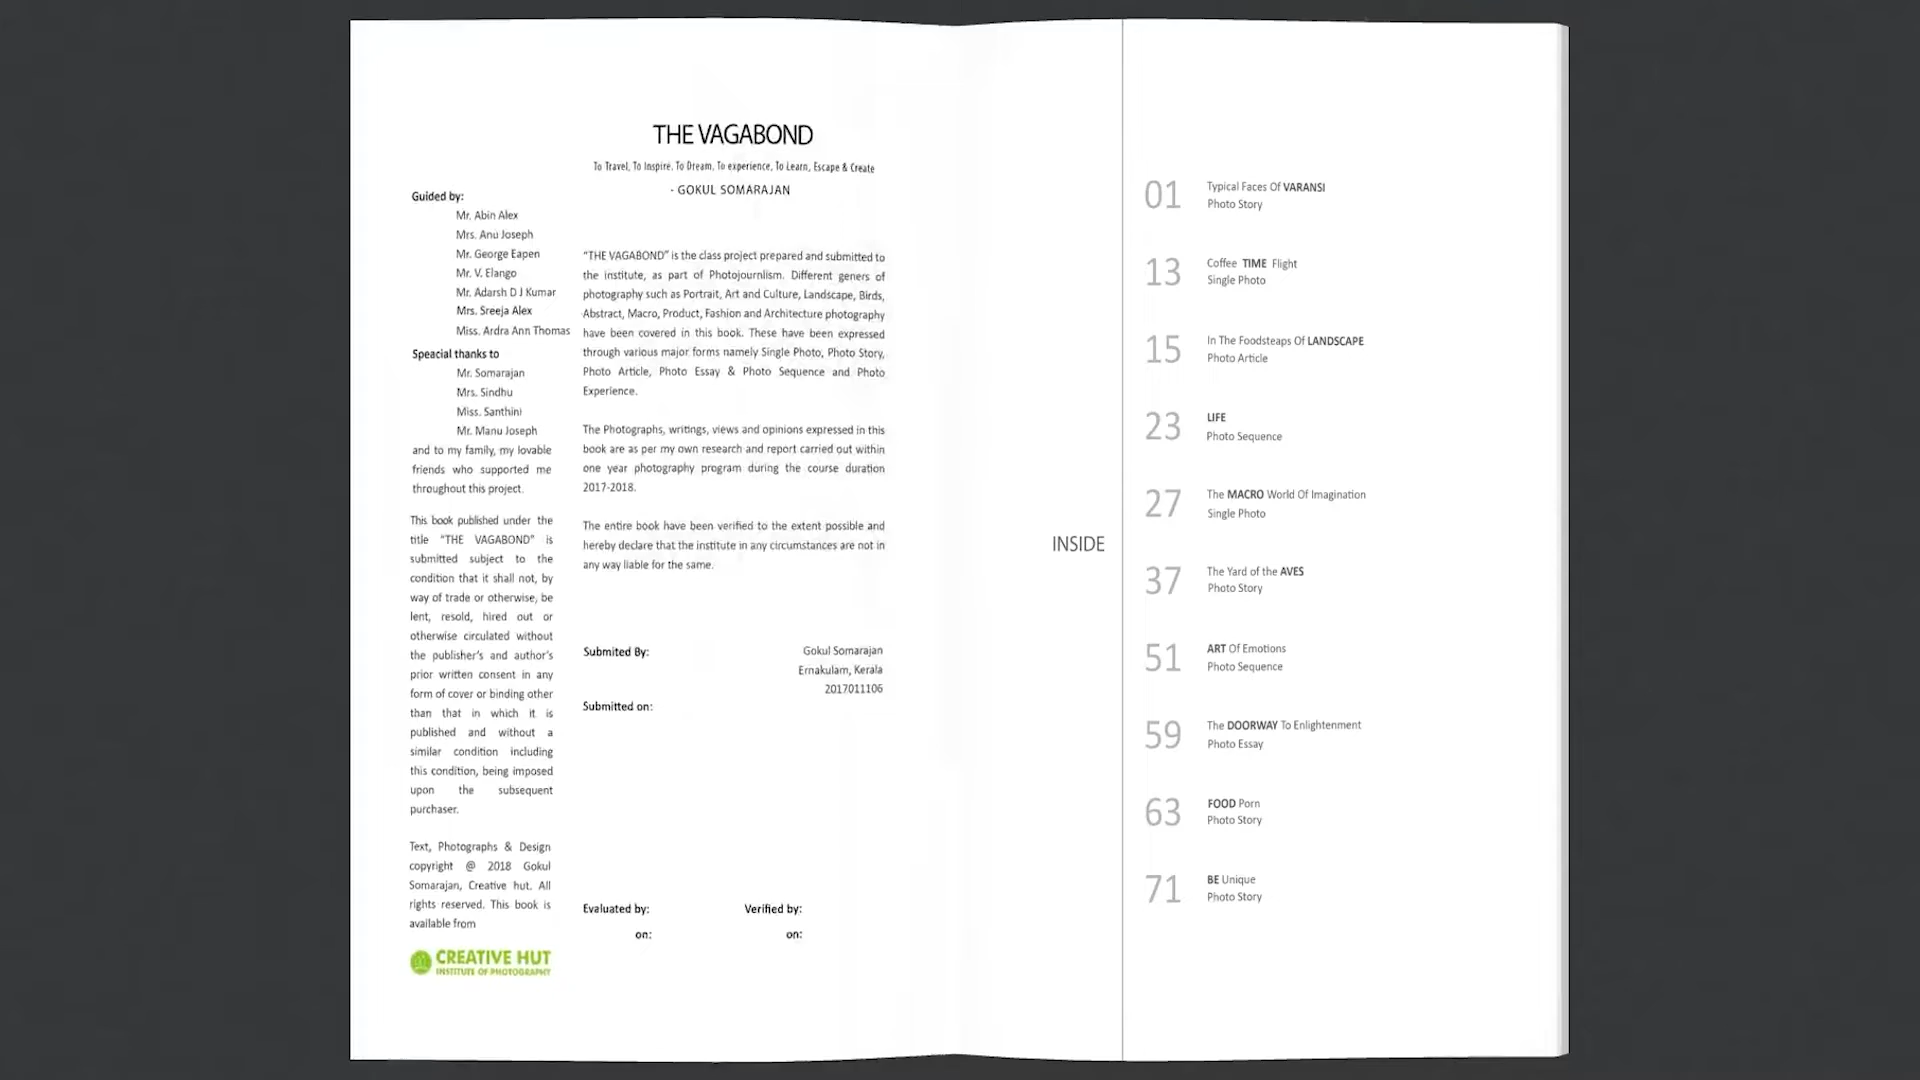 THE VAGABOND
To Travel, To Inspire, To Dream, To experience, To Learn, Escape & Create
- GOKUL SOMARAJAN
Guided by:
Mr. Abin Alex
Mrs. Anu Joseph
Mr. George Eapen
Mr. V. Elango
Mr. Adarsh D J Kumar
Mrs. Sreeja Alex
Miss. Ardra Ann Thomas
Speacial thanks to
Mr. Somarajan
Mrs. Sindhu
Miss. Santhini
Mr. Manu Joseph
and to my family, my lovable
friends who supported me
throughout this project.
This book published under the
title “THE VAGABOND” is
submitted subject to the
condition that it shall not, by
way of trade or otherwise, be
lent, resold, hired out or
otherwise circulated without
the publisher’s and author’s
prior written consent in any
form of cover or binding other
than that in which it is
published and without a
similar condition including
this condition, being imposed
upon the subsequent
purchaser.
Text, Photographs & Design
copyright @ 2018 Gokul
Somarajan, Creative hut. All
rights reserved. This book is
available from
CREATIVE HUT
INSTITUTE OF PHOTOGRAPHY
“THE VAGABOND” is the class project prepared and submitted to
the institute, as part of Photojournlism. Different geners of
photography such as Portrait, Art and Culture, Landscape, Birds,
Abstract, Macro, Product, Fashion and Architecture photography
have been covered in this book. These have been expressed
through various major forms namely Single Photo, Photo Story,
Photo Article, Photo Essay & Photo Sequence and Photo
Experience.
The Photographs, writings, views and opinions expressed in this
book are as per my own research and report carried out within
one year photography program during the course duration
2017-2018.
The entire book have been verified to the extent possible and
hereby declare that the institute in any circumstances are not in
any way liable for the same.
Submited By:
Gokul Somarajan
Ernakulam, Kerala
2017011106
Submitted on:
Evaluated by: Verified by:
on: on:
INSIDE
01 Typical Faces Of VARANSI
Photo Story
13 Coffee TIME Flight
Single Photo
15 In The Foodsteaps Of LANDSCAPE
Photo Article
23 LIFE
Photo Sequence
27 The MACRO World Of Imagination
Single Photo
37 The Yard of the AVES
Photo Story
51 ART Of Emotions
Photo Sequence
59 The DOORWAY To Enlightenment
Photo Essay
63 FOOD Porn
Photo Story
71 BE Unique
Photo Story